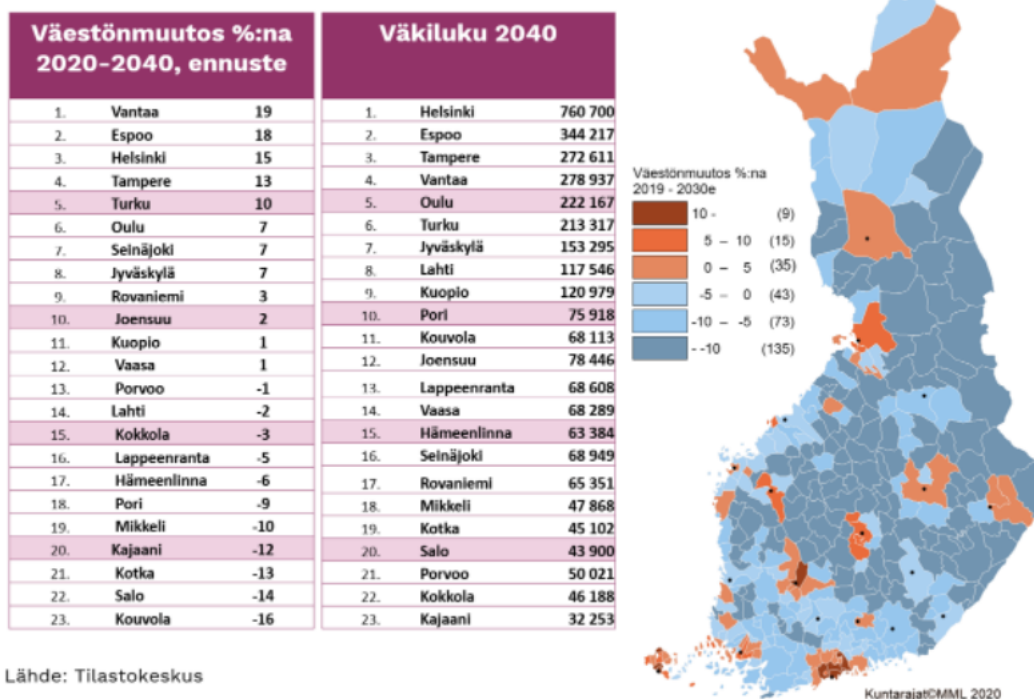 Väestönmuutos %:na
2020-2040, ennuste
1. Vantaa 19
2. Espoo 18
3. Helsinki 15
4. Tampere 13
5. Turku 10
6. Oulu 7
7. Seinäjoki 7
8. Jyväskylä 7
9. Rovaniemi 3
10. Joensuu 2
11. Kuopio 1
12. Vaasa 1
13. Porvoo -1
14. Lahti -2
15. Kokkola -3
16. Lappeenranta -5
17. Hämeenlinna -6
18. Pori -9
19. Mikkeli -10
20. Kajaani -12
21. Kotka -13
22. Salo -14
23. Kouvola -16
Väkiluku 2040
1. Helsinki 760 700
2. Espoo 344 217
3. Tampere 272 611
4. Vantaa 278 937
5. Oulu 222 167
6. Turku 213 317
7. Jyväskylä 153 295
8. Lahti 117 546
9. Kuopio 120 979
10. Pori 75 918
11. Kouvola 68 113
12. Joensuu 78 446
13. Lappeenranta 68 608
14. Vaasa 68 289
15. Hämeenlinna 63 384
16. Seinäjoki 68 949
17. Rovaniemi 65 351
18. Mikkeli 47 868
19. Kotka 45 102
20. Salo 43 900
21. Porvoo 50 021
22. Kokkola 46 188
23. Kajaani 32 253
Väestönmuutos %:na
2019 - 2030e
10 - (9)
5 – 10 (15)
0 – 5 (35)
-5 – 0 (43)
-10 – -5 (73)
- -10 (135)
Lähde: Tilastokeskus
Kuntarajat©MML 2020